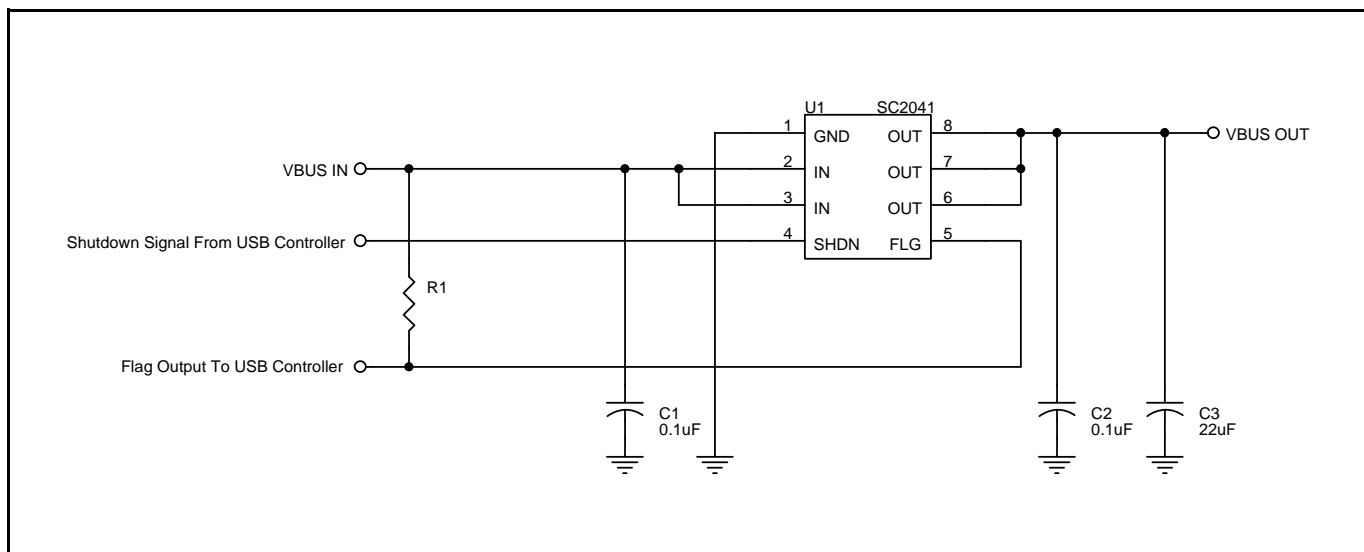 U1 SC2041
1 GND OUT 8
VBUS IN 2 IN OUT 7
3 IN OUT 6
Shutdown Signal From USB Controller 4 SHDN FLG 5
VBUS OUT
R1
Flag Output To USB Controller
C1
0.1uF
C2
0.1uF
C3
22uF